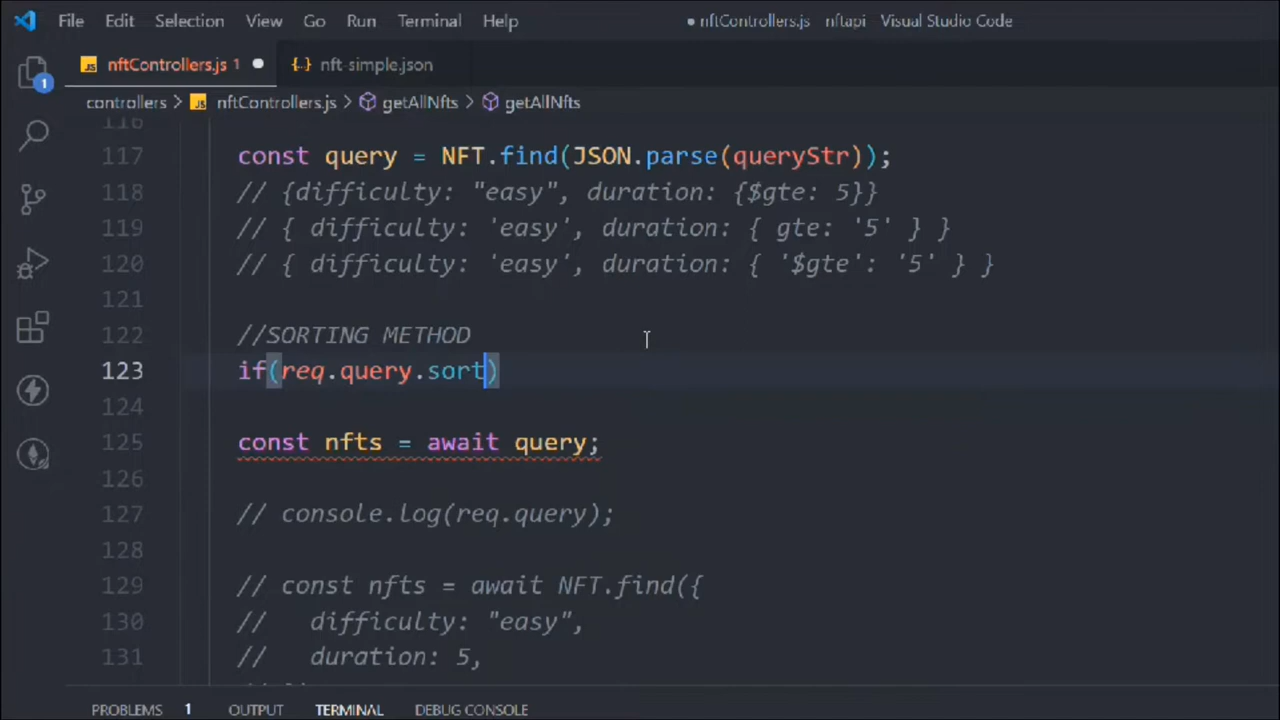 File Edit Selection View Go Run Terminal Help ● nftControllers.js nftapi Visual Studio Code
JS nftControllers.js 1 ● {..} nft-simple.json
1
controllers > JS nftControllers.js > getAllNfts > getAllNfts
116
117 const query = NFT.find(JSON.parse(queryStr));
118 // {difficulty: "easy", duration: {$gte: 5}}
119 // { difficulty: 'easy', duration: { gte: '5' } }
120 // { difficulty: 'easy', duration: { '$gte': '5' } }
121
122 //SORTING METHOD
123 if(req.query.sort)
124
125 const nfts = await query;
126
127 // console.log(req.query);
128
129 // const nfts = await NFT.find({
130 // difficulty: "easy",
131 // duration: 5,
PROBLEMS 1 OUTPUT TERMINAL DEBUG CONSOLE